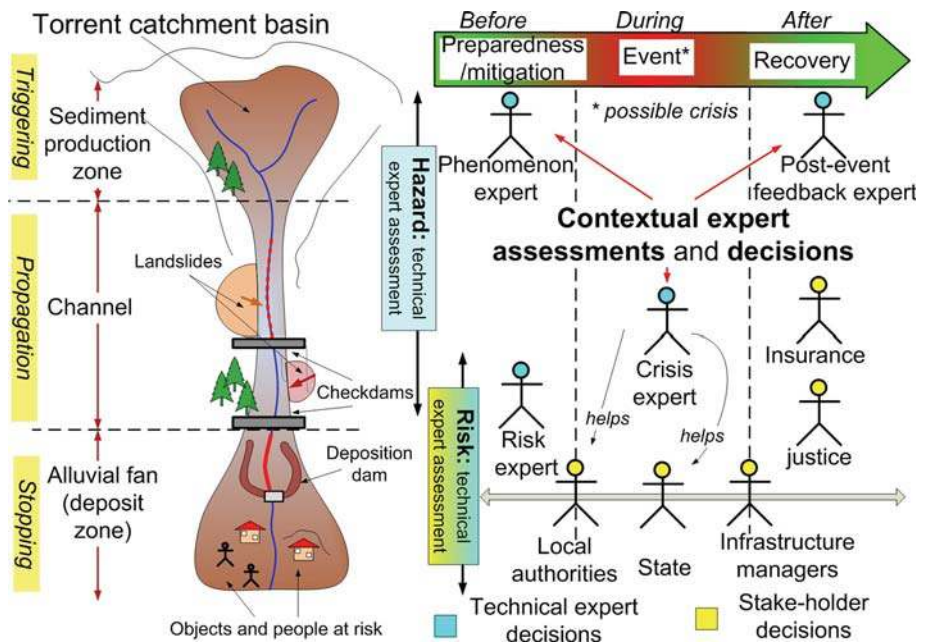 Torrent catchment basin
Triggering
Sediment
production
zone
Propagation
Channel
Landslides
Checkdams
Stopping
Alluvial fan
(deposit
zone)
Deposition
dam
Objects and people at risk
Hazard: technical
expert assessment
Risk: technical
expert assessment
Before
During
After
Preparedness
/mitigation
Event*
Recovery
* possible crisis
Phenomenon
expert
Post-event
feedback expert
Contextual expert
assessments and decisions
Crisis
expert
Insurance
justice
Risk
expert
helps
helps
Local
authorities
State
Infrastructure
managers
Technical expert
decisions
Stake-holder
decisions